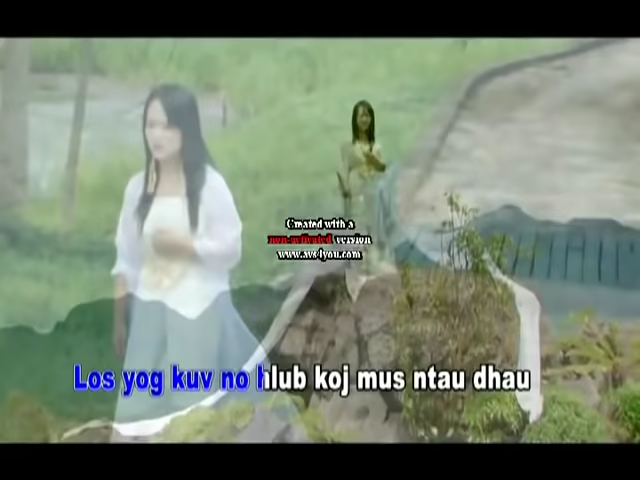 Created with a
non-activated version
www.avs4you.com
Los yog kuv no hlub koj mus ntau dhau